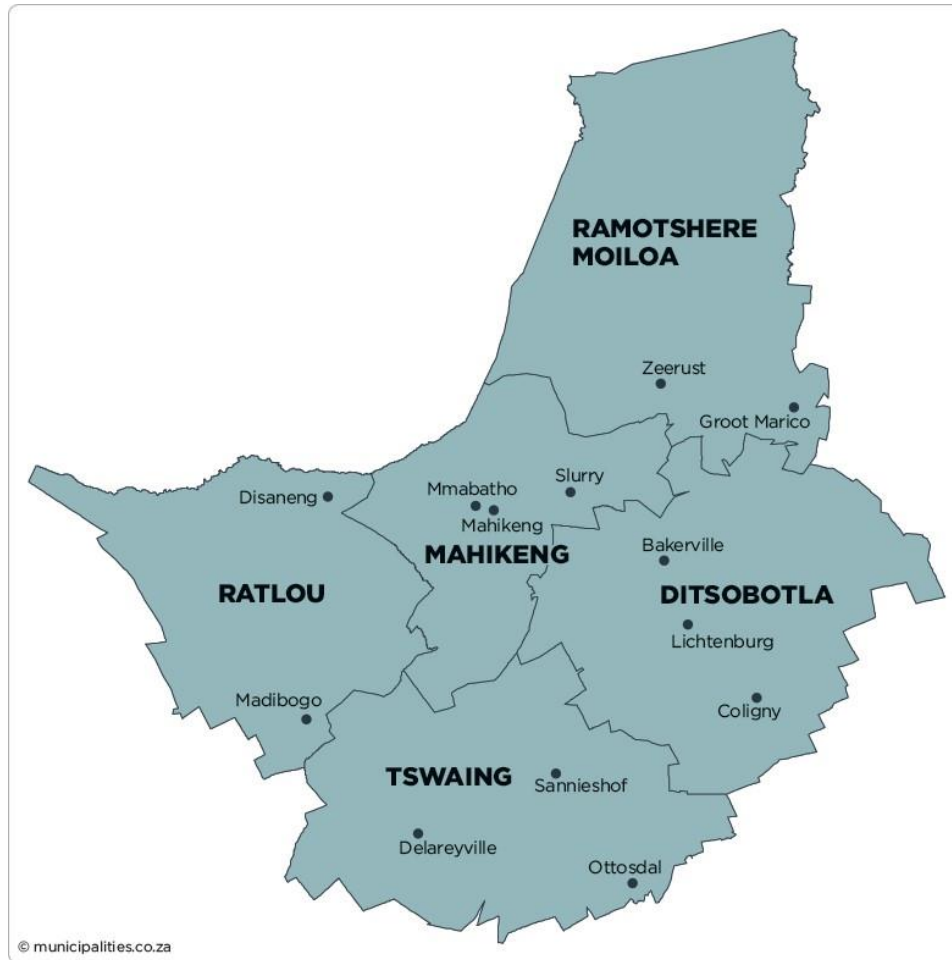 RAMOTSHERE
MOILOA
Zeerust
Groot Marico
Slurry
Mmabatho
Disaneng
Mahikeng
MAHIKENG
Bakerville
RATLOU
DITSOBOTLA
Lichtenburg
Madibogo
Coligny
TSWAING
Sannieshof
Delareyville
Ottosdal
© municipalities.co.za